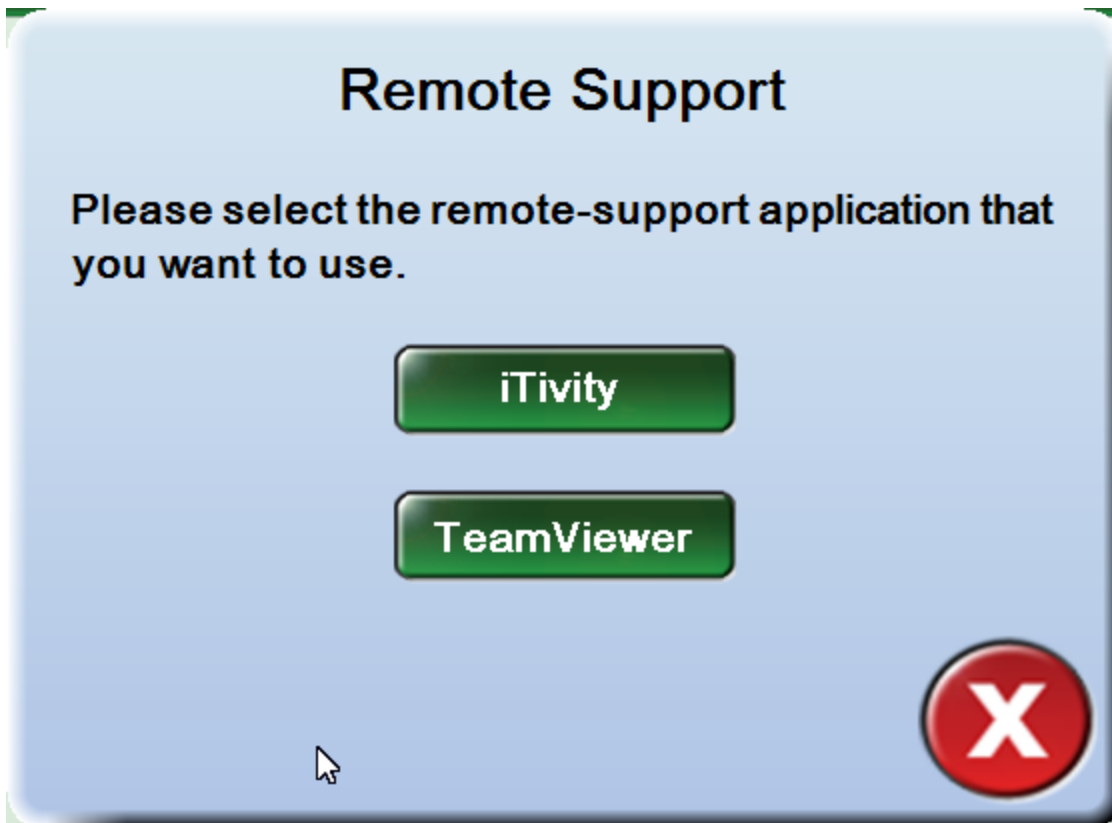 Remote Support
Please select the remote-support application that
you want to use.
iTivity
TeamViewer
X